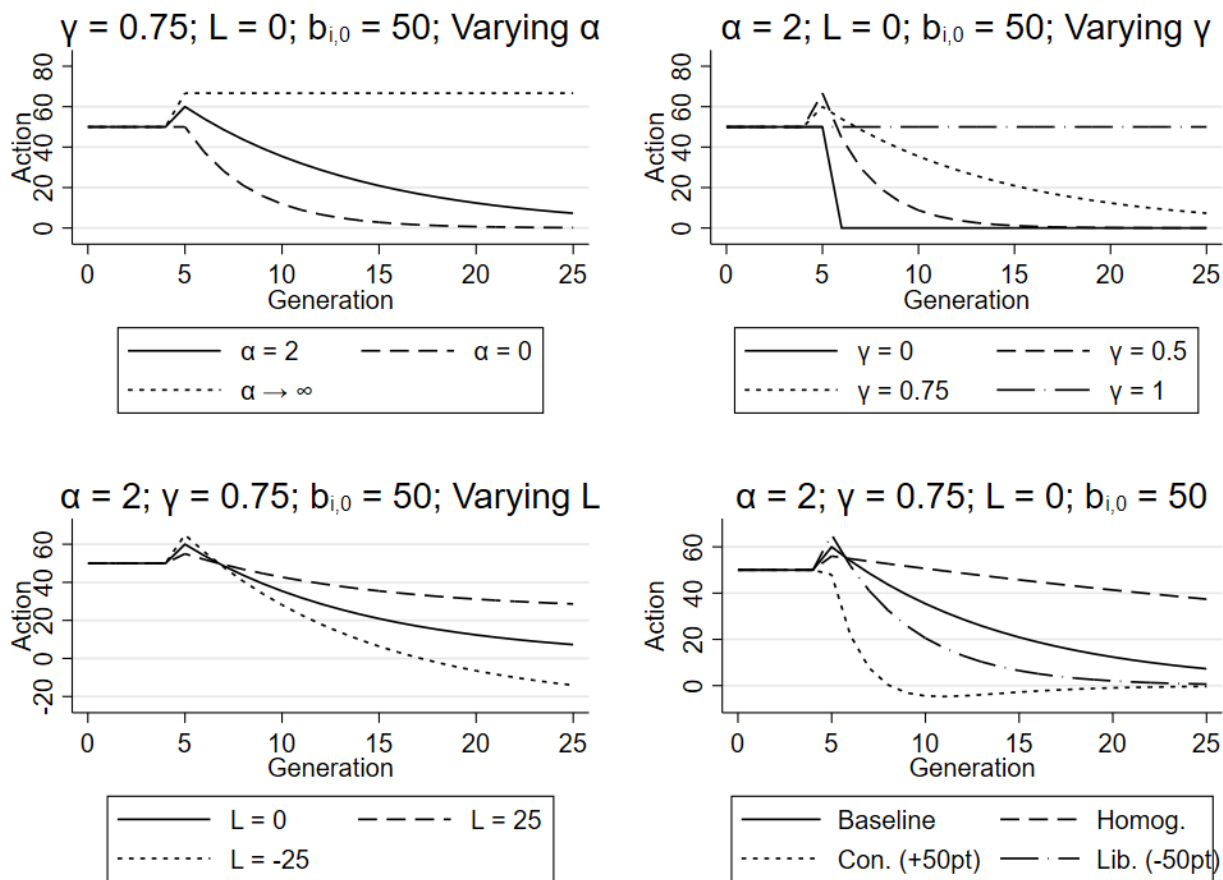 γ = 0.75; L = 0; b i,0 = 50; Varying α
Action
80
60
40
20
0
0 5 10 15 20 25
Generation
α = 2 α = 0
α → ∞
α = 2; L = 0; b i,0 = 50; Varying γ
Action
80
60
40
20
0
0 5 10 15 20 25
Generation
γ = 0 γ = 0.5
γ = 0.75 γ = 1
α = 2; γ = 0.75; b i,0 = 50; Varying L
Action
60
40
20
0
-20
0 5 10 15 20 25
Generation
L = 0 L = 25
L = -25
α = 2; γ = 0.75; L = 0; b i,0 = 50
Action
60
40
20
0
0 5 10 15 20 25
Generation
Baseline Homog.
Con. (+50pt) Lib. (-50pt)